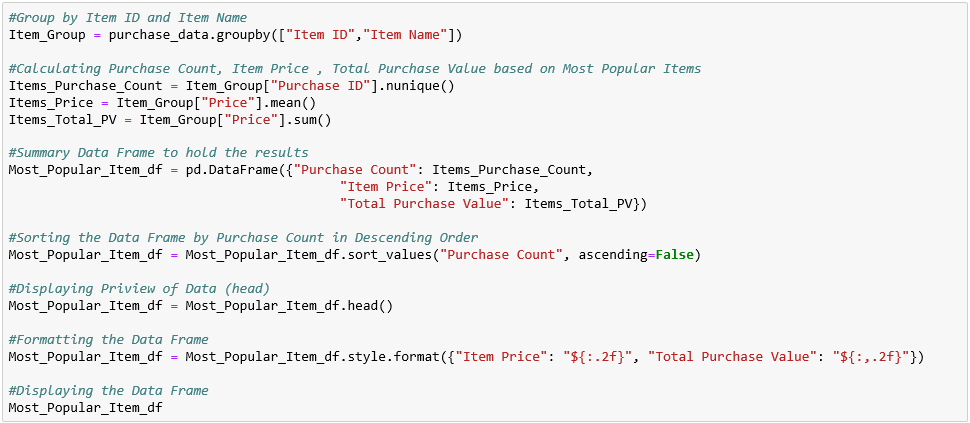 #Group by Item ID and Item Name
Item_Group = purchase_data.groupby(["Item ID","Item Name"])

#Calculating Purchase Count, Item Price , Total Purchase Value based on Most Popular Items
Items_Purchase_Count = Item_Group["Purchase ID"].nunique()
Items_Price = Item_Group["Price"].mean()
Items_Total_PV = Item_Group["Price"].sum()

#Summary Data Frame to hold the results
Most_Popular_Item_df = pd.DataFrame({"Purchase Count": Items_Purchase_Count,
                                           "Item Price": Items_Price,
                                           "Total Purchase Value": Items_Total_PV})

#Sorting the Data Frame by Purchase Count in Descending Order
Most_Popular_Item_df = Most_Popular_Item_df.sort_values("Purchase Count", ascending=False)

#Displaying Priview of Data (head)
Most_Popular_Item_df = Most_Popular_Item_df.head()

#Formatting the Data Frame
Most_Popular_Item_df = Most_Popular_Item_df.style.format({"Item Price": "${:.2f}", "Total Purchase Value": "${:,.2f}"})

#Displaying the Data Frame
Most_Popular_Item_df